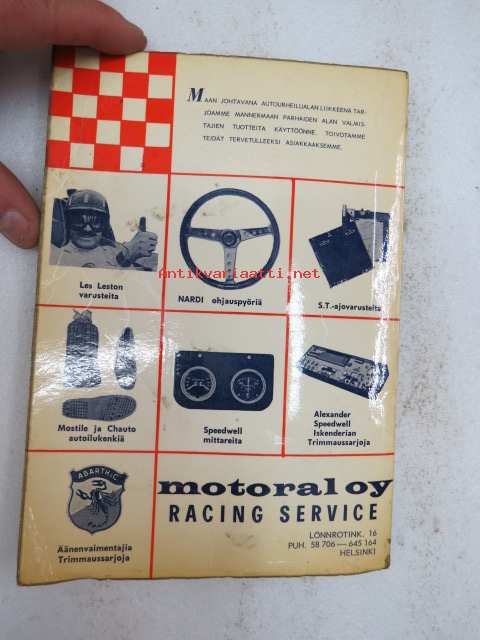 MAAN JOHTAVANA AUTOURHEILUALAN LIIKKEENÄ TAR-
JOAMME MANNERMAAN PARHAIDEN ALAN VALMIS-
TAJIEN TUOTTEITA KÄYTTÖÖNNE. TOIVOTAMME
TEIDÄT TERVETULLEEKSI ASIAKKAAKSEMME.
Les Leston
varusteita
NARDI ohjauspyöriä
S.T.-ajovarusteita
Antikvariaatti.net
Mostile ja Chauto
autoilukenkiä
Speedwell
mittareita
Alexander
Speedwell
Iskenderian
Trimmaussarjoja
ABARTH-C
Äänenvaimentajia
Trimmaussarjoja
motoral oy
RACING SERVICE
LÖNNROTINK. 16
PUH. 58 706 — 645 164
HELSINKI